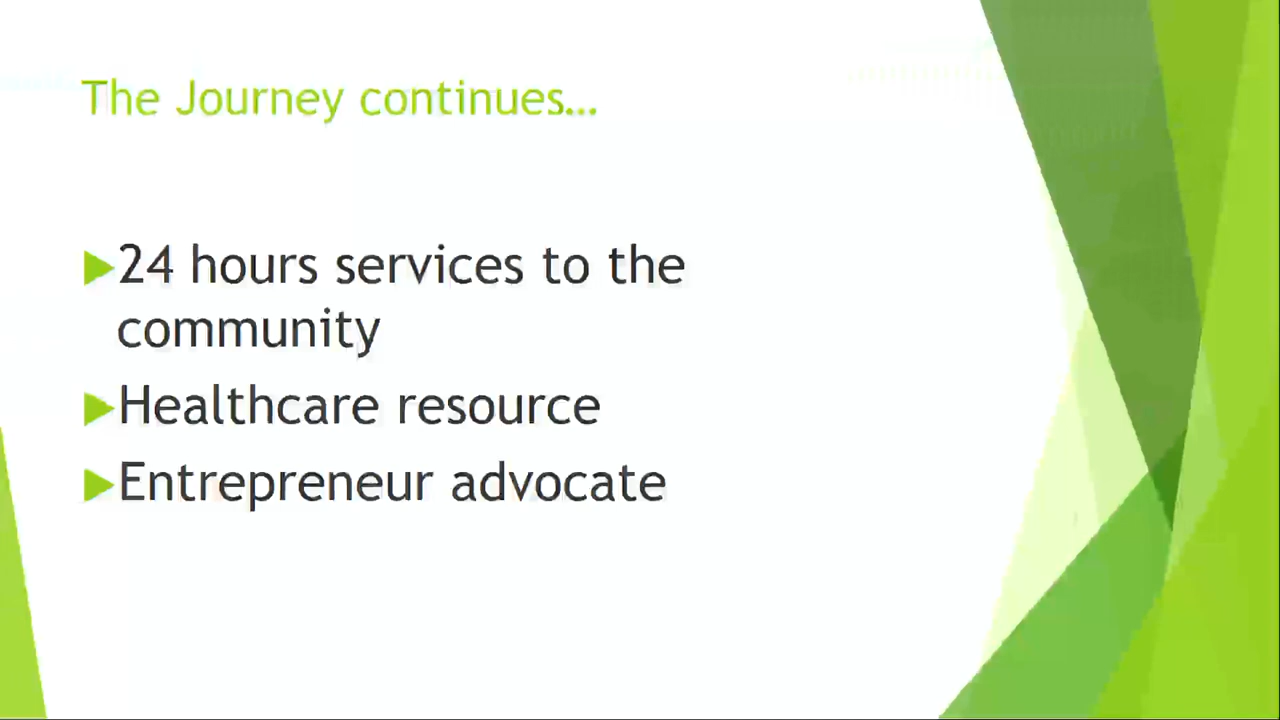 The Journey continues…
24 hours services to the
community
Healthcare resource
Entrepreneur advocate